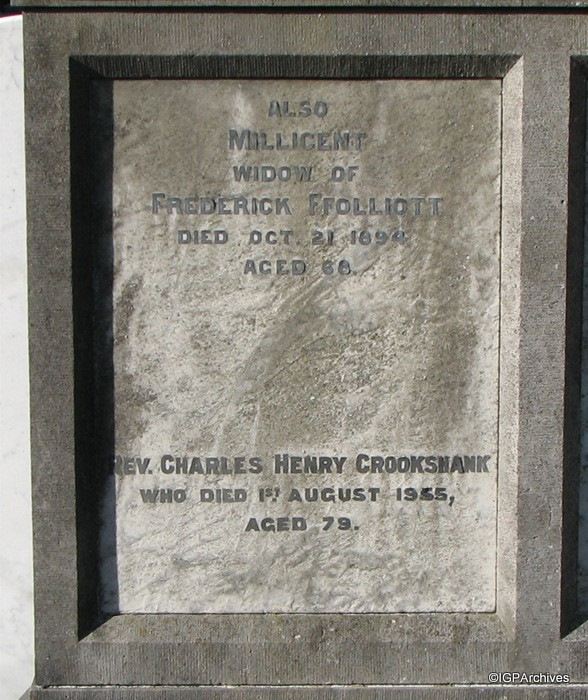 ALSO
MILLICENT
WIDOW OF
FREDERICK FFOLLIOTT
DIED OCT. 21 1894
AGED 68.
REV. CHARLES HENRY CROOKSHANK
WHO DIED 1ST AUGUST 1955,
AGED 79.
©IGPArchives